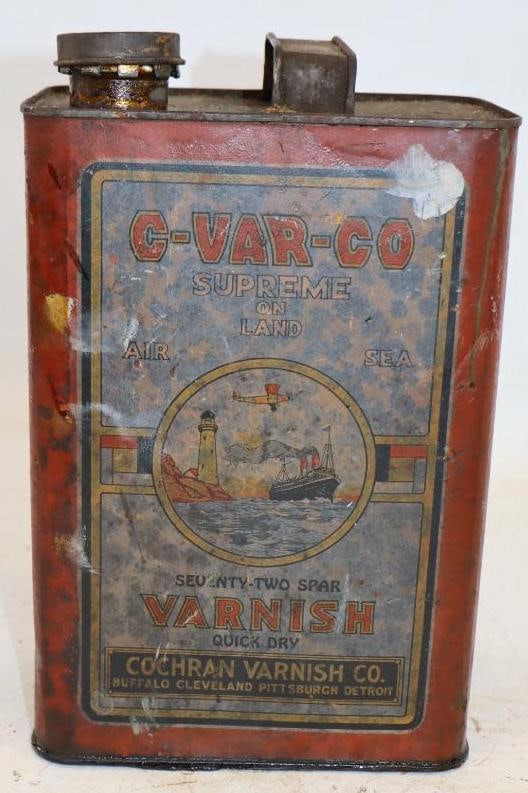 C-VAR-CO
SUPREME
ON
LAND
AIR SEA
SEVENTY-TWO SPAR
VARNISH
QUICK DRY
COCHRAN VARNISH CO.
BUFFALO CLEVELAND PITTSBURGH DETROIT